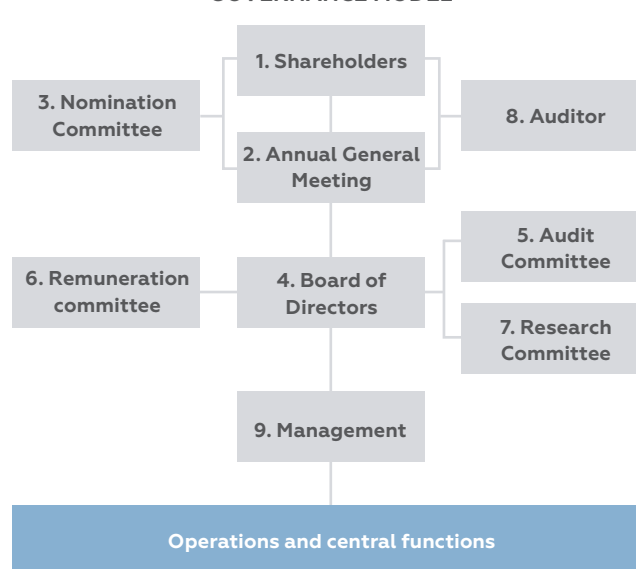 1. Shareholders
3. Nomination
Committee
8. Auditor
2. Annual General
Meeting
5. Audit
Committee
6. Remuneration
committee
4. Board of
Directors
7. Research
Committee
9. Management
Operations and central functions